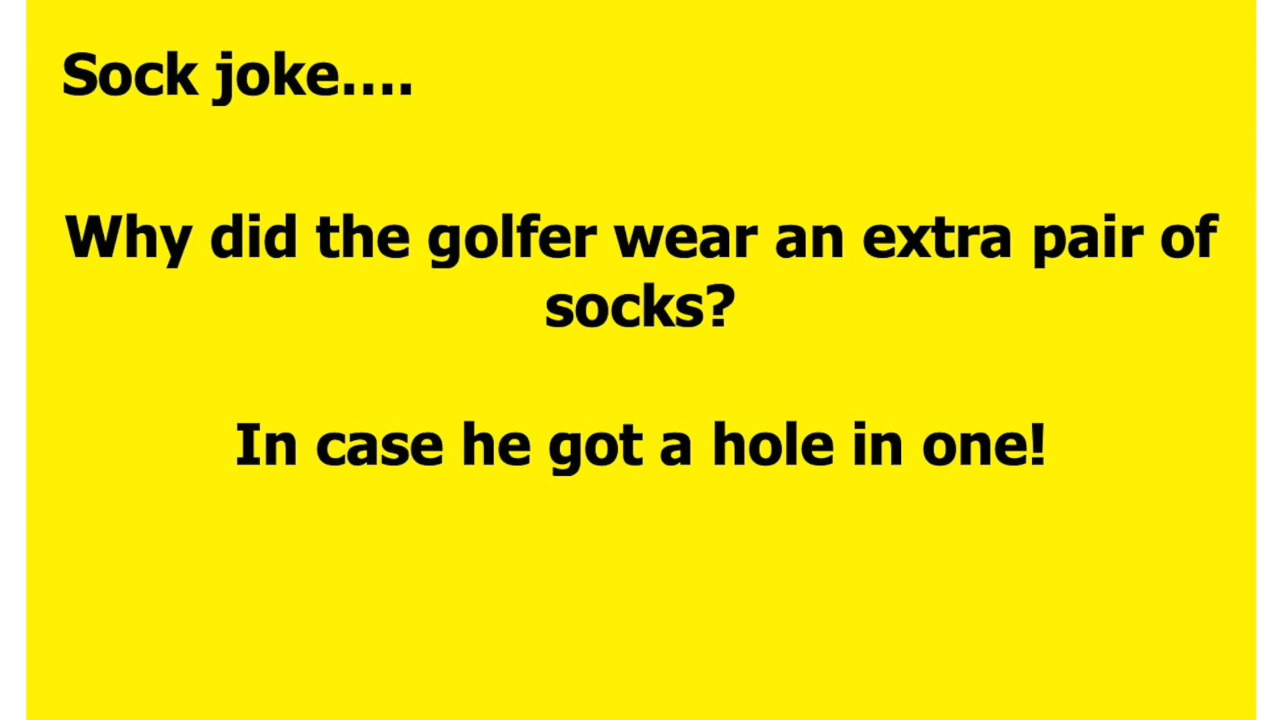 Sock joke....
Why did the golfer wear an extra pair of
socks?
In case he got a hole in one!